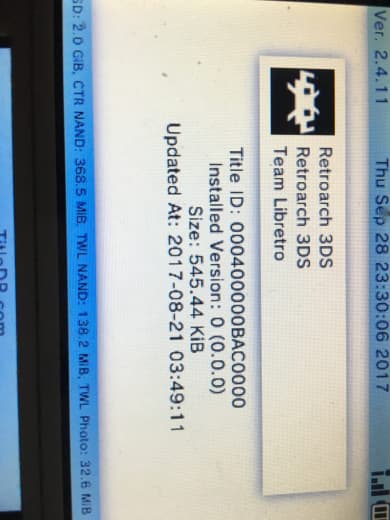 Ver. 2.4.11 Thu Sep 28 23:30:06 2017
Retroarch 3DS
Retroarch 3DS
Team Libretro
Title ID: 000400000BAC0000
Installed Version: 0 (0.0.0)
Size: 545.44 KiB
Updated At: 2017-08-21 03:49:11
SD: 2.0 GiB, CTR NAND: 368.5 MiB, TWL NAND: 138.2 MiB, TWL Photo: 32.6 MiB
TitleDB.com